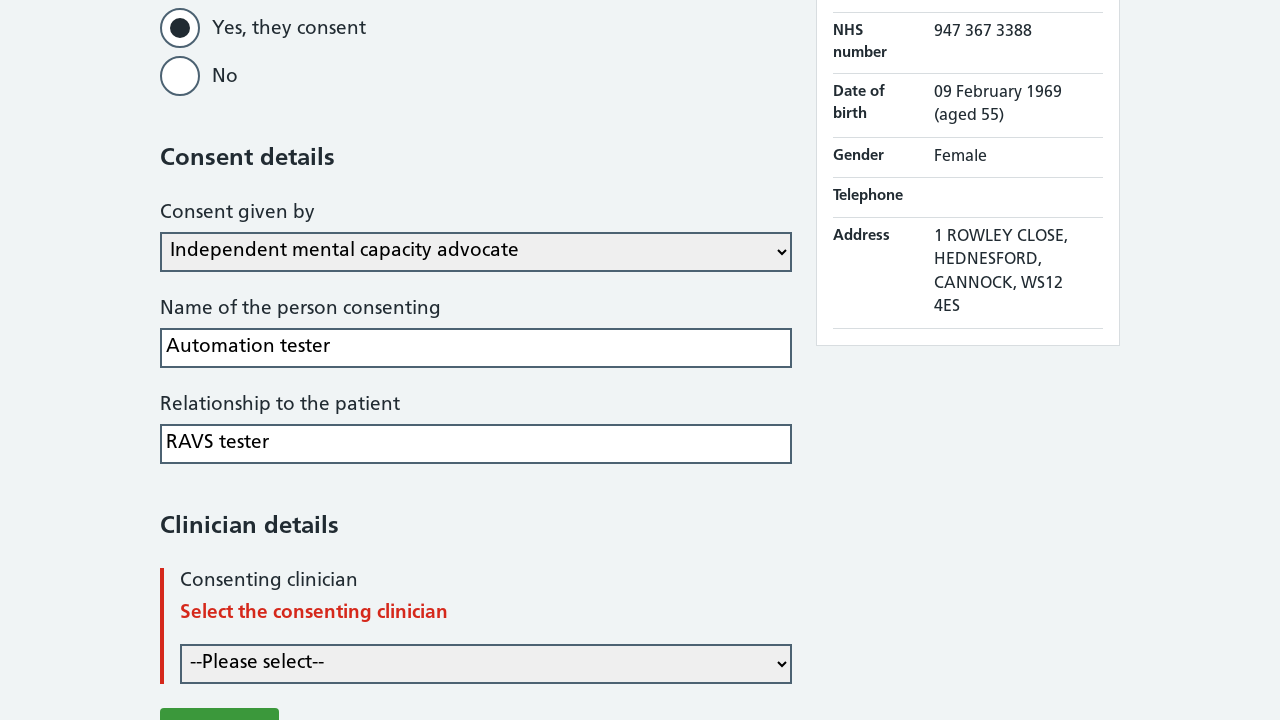 Yes, they consent
No
Consent details
Consent given by
Independent mental capacity advocate
Name of the person consenting
Automation tester
Relationship to the patient
RAVS tester
Clinician details
Consenting clinician
Select the consenting clinician
--Please select--
NHS number
947 367 3388
Date of birth
09 February 1969
(aged 55)
Gender
Female
Telephone
Address
1 ROWLEY CLOSE,
HEDNESFORD,
CANNOCK, WS12
4ES